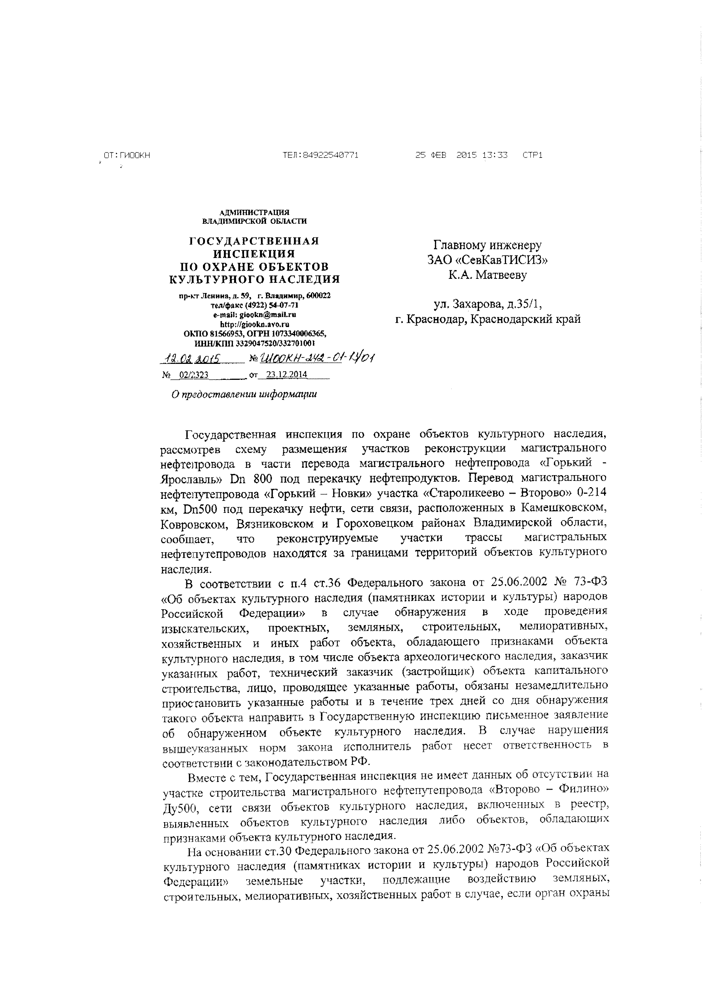 ОТ:ГИООКН ТЕЛ:84922540771 25 ФЕВ 2015 13:33 СТР1
АДМИНИСТРАЦИЯ
ВЛАДИМИРСКОЙ ОБЛАСТИ
ГОСУДАРСТВЕННАЯ
ИНСПЕКЦИЯ
ПО ОХРАНЕ ОБЪЕКТОВ
КУЛЬТУРНОГО НАСЛЕДИЯ
пр-кт Ленина, д. 59, г. Владимир, 600022
тел/факс (4922) 54-07-71
e-mail: giookn@mail.ru
http://giookn.avo.ru
ОКПО 81566953, ОГРН 1073340006365,
ИНН/КПП 3329047520/332701001
12.02.2015 № ГИООКН-242-01-13/01
№ 02/2323 от 23.12.2014
О предоставлении информации
Главному инженеру
ЗАО «СевКавТИСИЗ»
К.А. Матвееву
ул. Захарова, д.35/1,
г. Краснодар, Краснодарский край
Государственная инспекция по охране объектов культурного наследия,
рассмотрев схему размещения участков реконструкции магистрального
нефтепровода в части перевода магистрального нефтепровода «Горький -
Ярославль» Dn 800 под перекачку нефтепродуктов. Перевод магистрального
нефтепутепровода «Горький – Новки» участка «Староликеево – Второво» 0-214
км, Dn500 под перекачку нефти, сети связи, расположенных в Камешковском,
Ковровском, Вязниковском и Гороховецком районах Владимирской области,
сообщает, что реконструируемые участки трассы магистральных
нефтепутепроводов находятся за границами территорий объектов культурного
наследия.
В соответствии с п.4 ст.36 Федерального закона от 25.06.2002 № 73-ФЗ
«Об объектах культурного наследия (памятниках истории и культуры) народов
Российской Федерации» в случае обнаружения в ходе проведения
изыскательских, проектных, земляных, строительных, мелиоративных,
хозяйственных и иных работ объекта, обладающего признаками объекта
культурного наследия, в том числе объекта археологического наследия, заказчик
указанных работ, технический заказчик (застройщик) объекта капитального
строительства, лицо, проводящее указанные работы, обязаны незамедлительно
приостановить указанные работы и в течение трех дней со дня обнаружения
такого объекта направить в Государственную инспекцию письменное заявление
об обнаруженном объекте культурного наследия. В случае нарушения
вышеуказанных норм закона исполнитель работ несет ответственность в
соответствии с законодательством РФ.
Вместе с тем, Государственная инспекция не имеет данных об отсутствии на
участке строительства магистрального нефтепутепровода «Второво – Филино»
Ду500, сети связи объектов культурного наследия, включенных в реестр,
выявленных объектов культурного наследия либо объектов, обладающих
признаками объекта культурного наследия.
На основании ст.30 Федерального закона от 25.06.2002 №73-ФЗ «Об объектах
культурного наследия (памятниках истории и культуры) народов Российской
Федерации» земельные участки, подлежащие воздействию земляных,
строительных, мелиоративных, хозяйственных работ в случае, если орган охраны